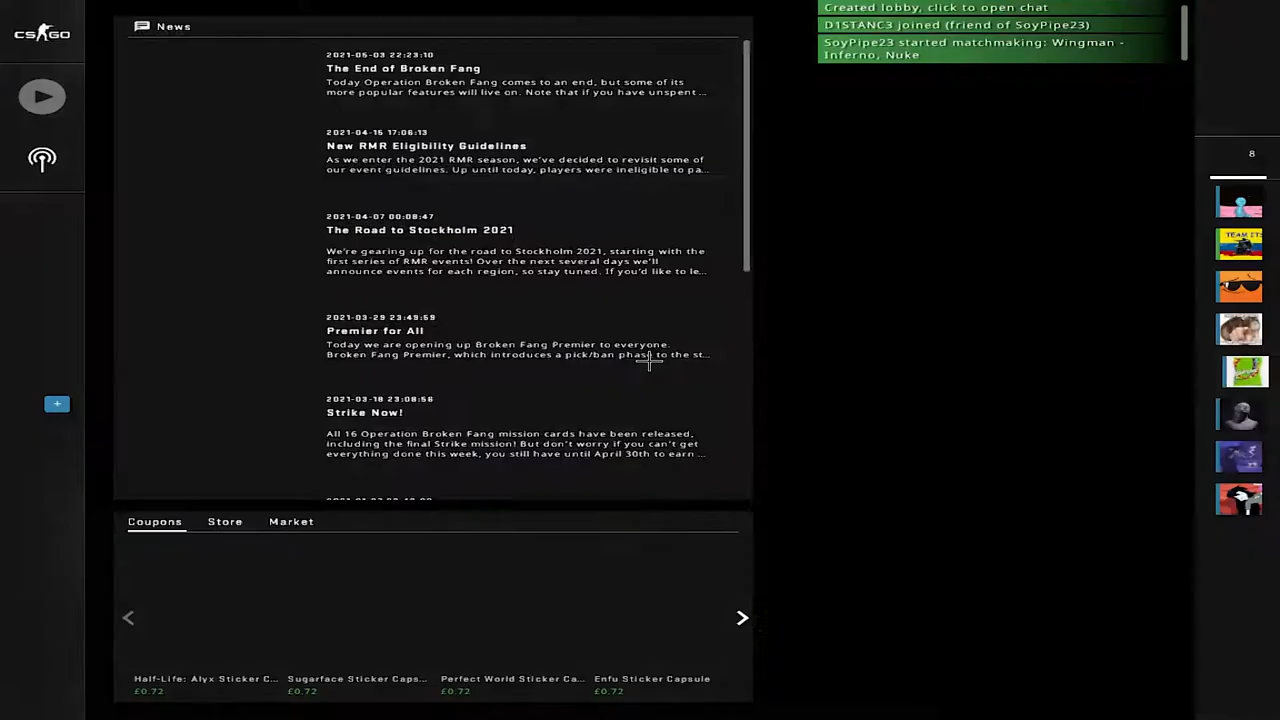 CS:GO
News
2021-05-03 22:23:10
The End of Broken Fang
Today Operation Broken Fang comes to an end, but some of its
more popular features will live on. Note that if you have unspent ...
2021-04-15 17:06:13
New RMR Eligibility Guidelines
As we enter the 2021 RMR season, we've decided to revisit some of
our event guidelines. Up until today, players were ineligible to pa...
2021-04-07 00:08:47
The Road to Stockholm 2021
We're gearing up for the road to Stockholm 2021, starting with the
first series of RMR events! Over the next several days we'll
announce events for each region, so stay tuned. If you'd like to le...
2021-03-29 23:49:59
Premier for All
Today we are opening up Broken Fang Premier to everyone.
Broken Fang Premier, which introduces a pick/ban phase to the st...
2021-03-18 23:08:56
Strike Now!
All 16 Operation Broken Fang mission cards have been released,
including the final Strike mission! But don't worry if you can't get
everything done this week, you still have until April 30th to earn ...
Coupons Store Market
Half-Life: Alyx Sticker C... Sugarface Sticker Caps... Perfect World Sticker Ca... Enfu Sticker Capsule
£0.72 £0.72 £0.72 £0.72
Created lobby, click to open chat
D1STANC3 joined (friend of SoyPipe23)
SoyPipe23 started matchmaking: Wingman -
Inferno, Nuke
8